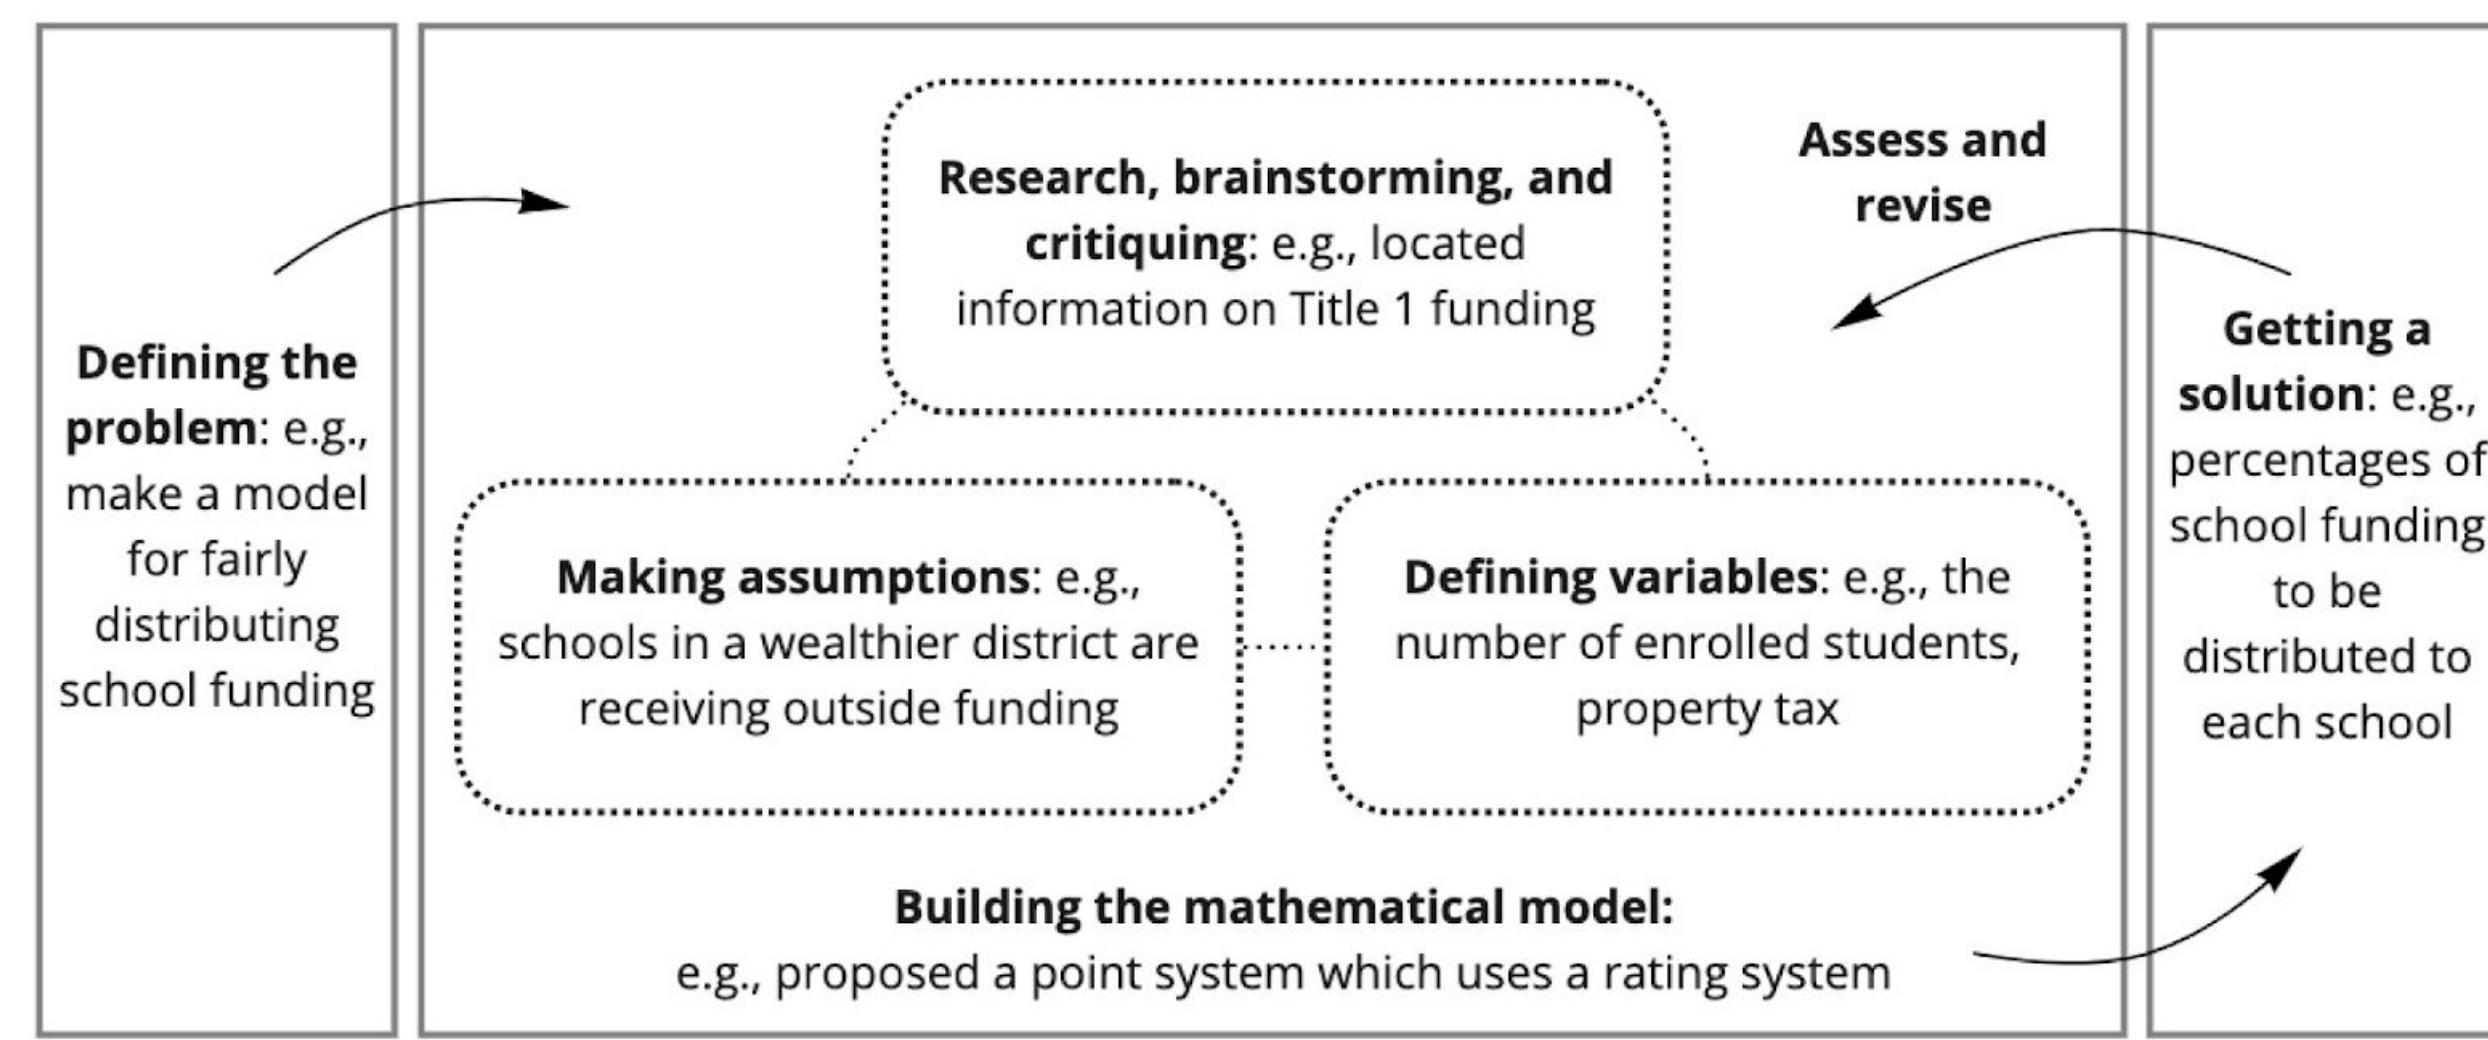 Defining the
problem: e.g.,
make a model
for fairly
distributing
school funding
Research, brainstorming, and
critiquing: e.g., located
information on Title 1 funding
Assess and
revise
Making assumptions: e.g.,
schools in a wealthier district are
receiving outside funding
Defining variables: e.g., the
number of enrolled students,
property tax
Building the mathematical model:
e.g., proposed a point system which uses a rating system
Getting a
solution: e.g.,
percentages of
school funding
to be
distributed to
each school